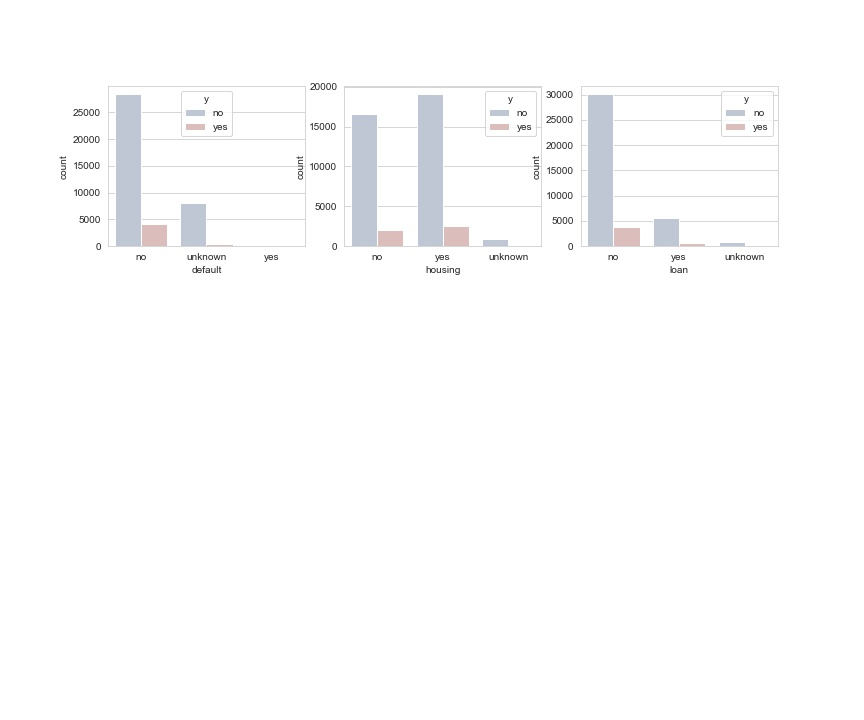 count
25000
20000
15000
10000
5000
0
no unknown yes
default
y
no
yes
count
20000
15000
10000
5000
0
no yes unknown
housing
y
no
yes
count
30000
25000
20000
15000
10000
5000
0
no yes unknown
loan
y
no
yes